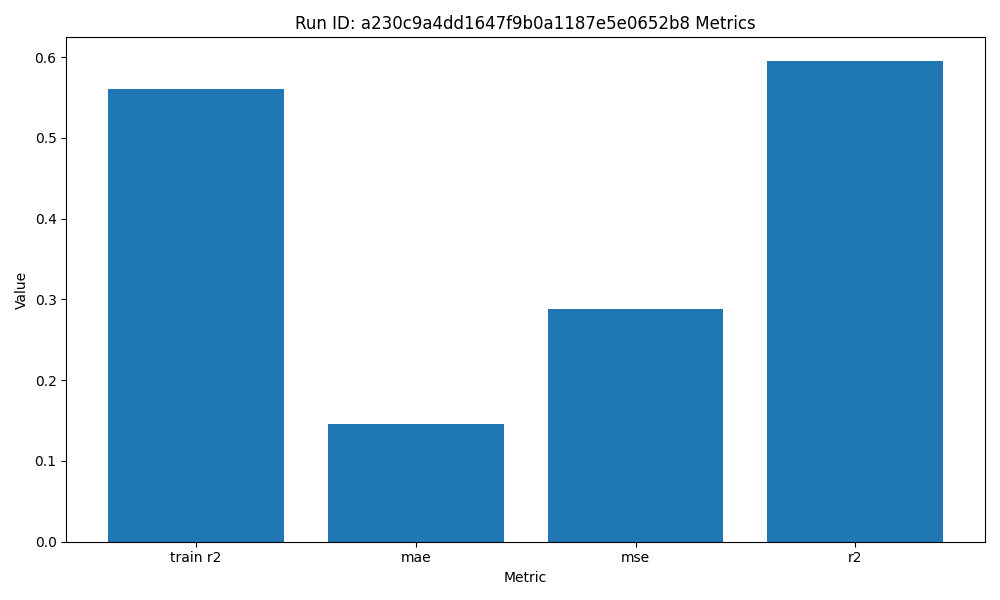 Run ID: a230c9a4dd1647f9b0a1187e5e0652b8 Metrics
0.6
0.5
0.4
0.3
0.2
0.1
0.0
Value
train r2
mae
mse
r2
Metric